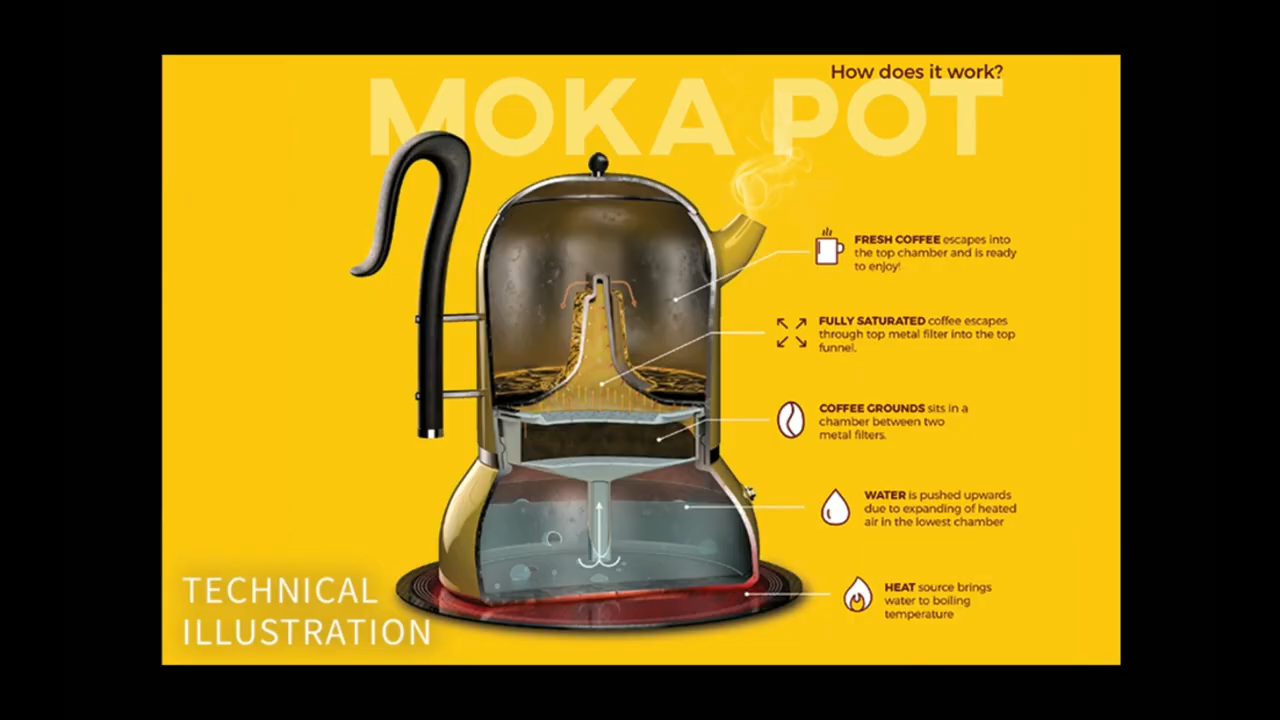 How does it work?
MOKA POT
FRESH COFFEE escapes into
the top chamber and is ready
to enjoy!
FULLY SATURATED coffee escapes
through top metal filter into the top
funnel.
COFFEE GROUNDS sits in a
chamber between two
metal filters.
WATER is pushed upwards
due to expanding of heated
air in the lowest chamber
HEAT source brings
water to boiling
temperature
TECHNICAL
ILLUSTRATION